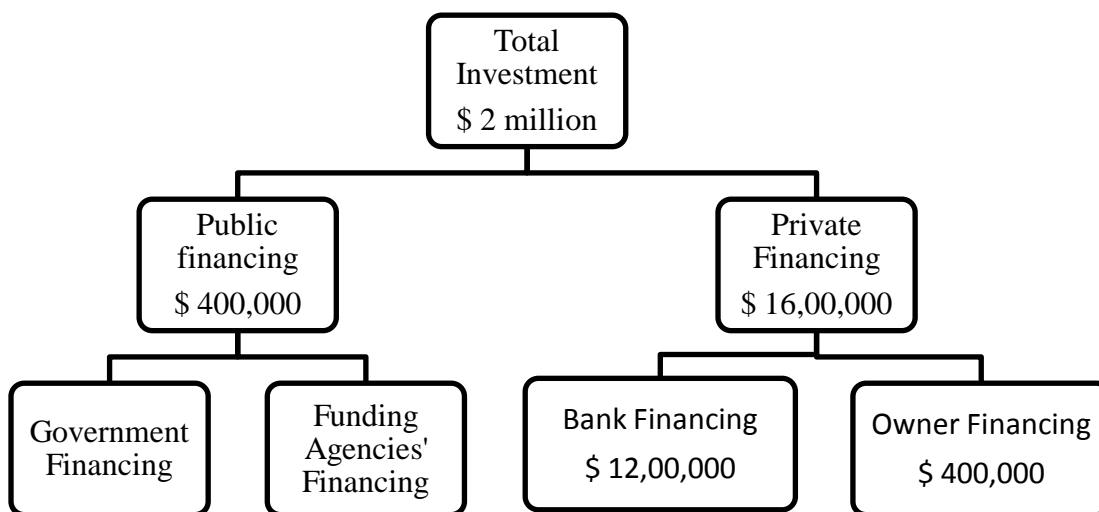 Total
Investment
$ 2 million
Public
financing
$ 400,000
Private
Financing
$ 16,00,000
Government
Financing
Funding
Agencies'
Financing
Bank Financing
$ 12,00,000
Owner Financing
$ 400,000